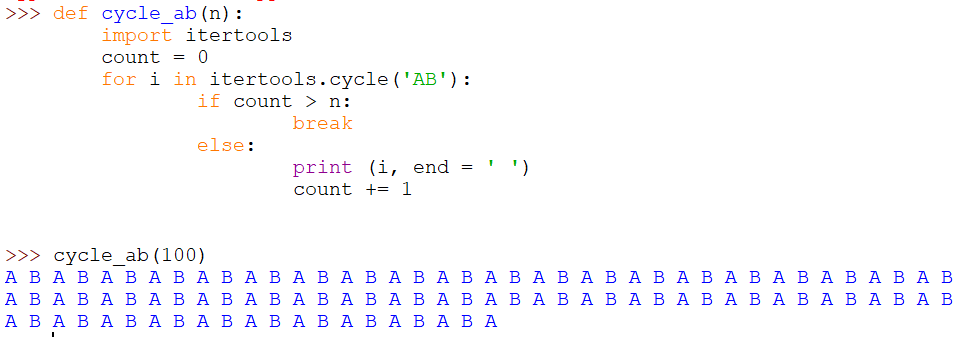 >>> def cycle_ab(n):
        import itertools
        count = 0
        for i in itertools.cycle('AB'):
                if count > n:
                        break
                else:
                        print (i, end = ' ')
                        count += 1
>>> cycle_ab(100)
A B A B A B A B A B A B A B A B A B A B A B A B A B A B A B A B A B A B A B A B
A B A B A B A B A B A B A B A B A B A B A B A B A B A B A B A B A B A B A B A B
A B A B A B A B A B A B A B A B A B A B A